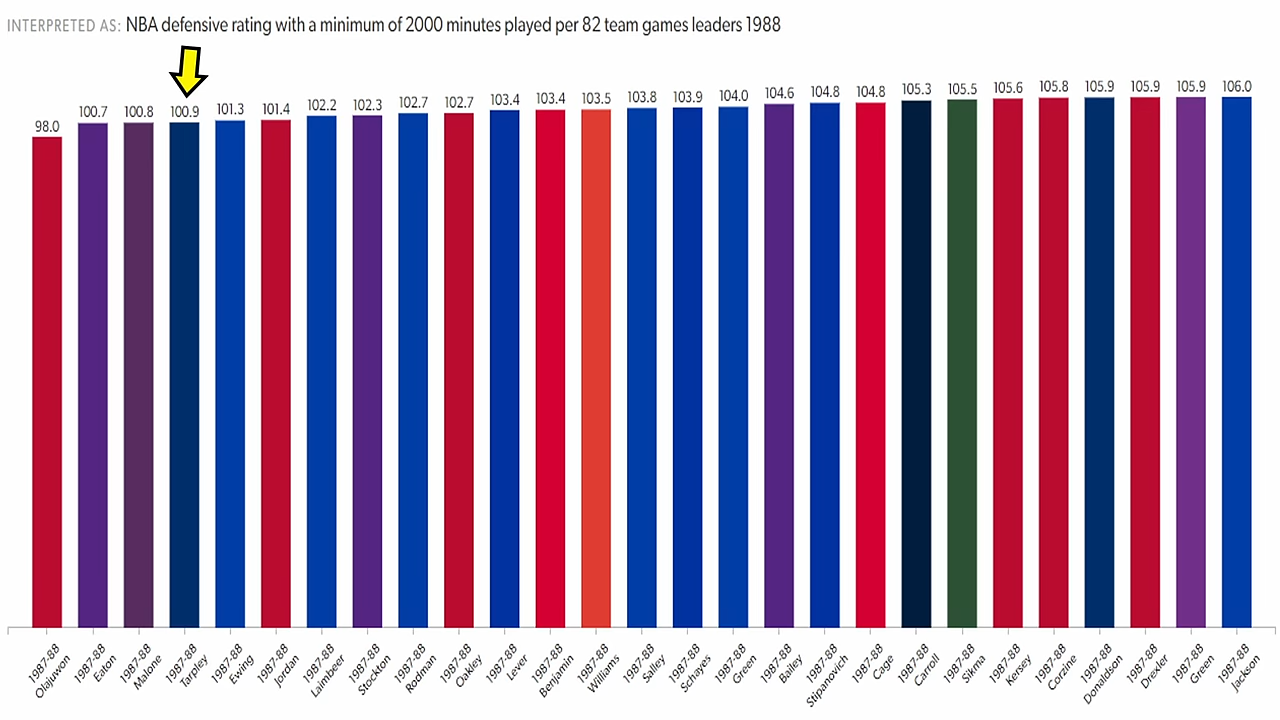 INTERPRETED AS: NBA defensive rating with a minimum of 2000 minutes played per 82 team games leaders 1988
98.0 100.7 100.8 100.9 101.3 101.4 102.2 102.3 102.7 102.7 103.4 103.4 103.5 103.8 103.9 104.0 104.6 104.8 104.8 105.3 105.5 105.6 105.8 105.9 105.9 105.9 106.0
1987-88
Olajuwon
1987-88
Eaton
1987-88
Malone
1987-88
Tarpley
1987-88
Ewing
1987-88
Jordan
1987-88
Laimbeer
1987-88
Stockton
1987-88
Rodman
1987-88
Oakley
1987-88
Lever
1987-88
Benjamin
1987-88
Williams
1987-88
Salley
1987-88
Schayes
1987-88
Green
1987-88
Bailey
1987-88
Stipanovich
1987-88
Cage
1987-88
Carroll
1987-88
Sikma
1987-88
Kersey
1987-88
Corzine
1987-88
Donaldson
1987-88
Drexler
1987-88
Green
1987-88
Jackson